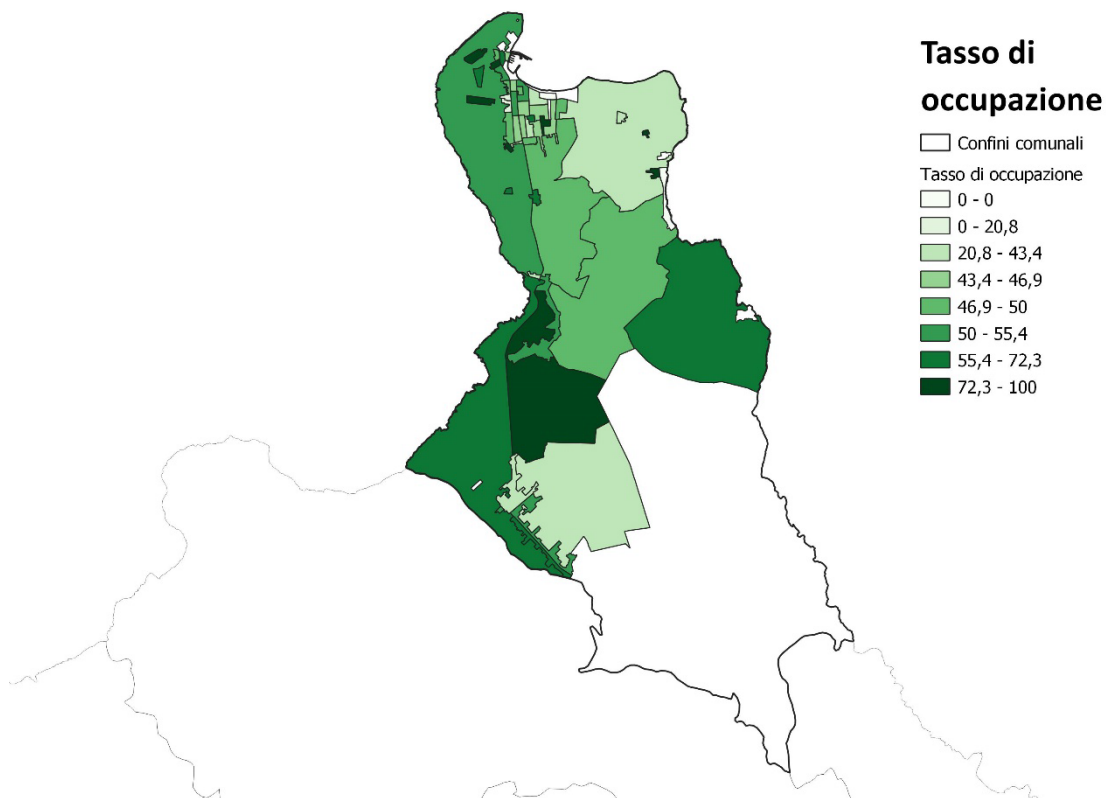 Tasso di
occupazione
Confini comunali
Tasso di occupazione
0 - 0
0 - 20,8
20,8 - 43,4
43,4 - 46,9
46,9 - 50
50 - 55,4
55,4 - 72,3
72,3 - 100